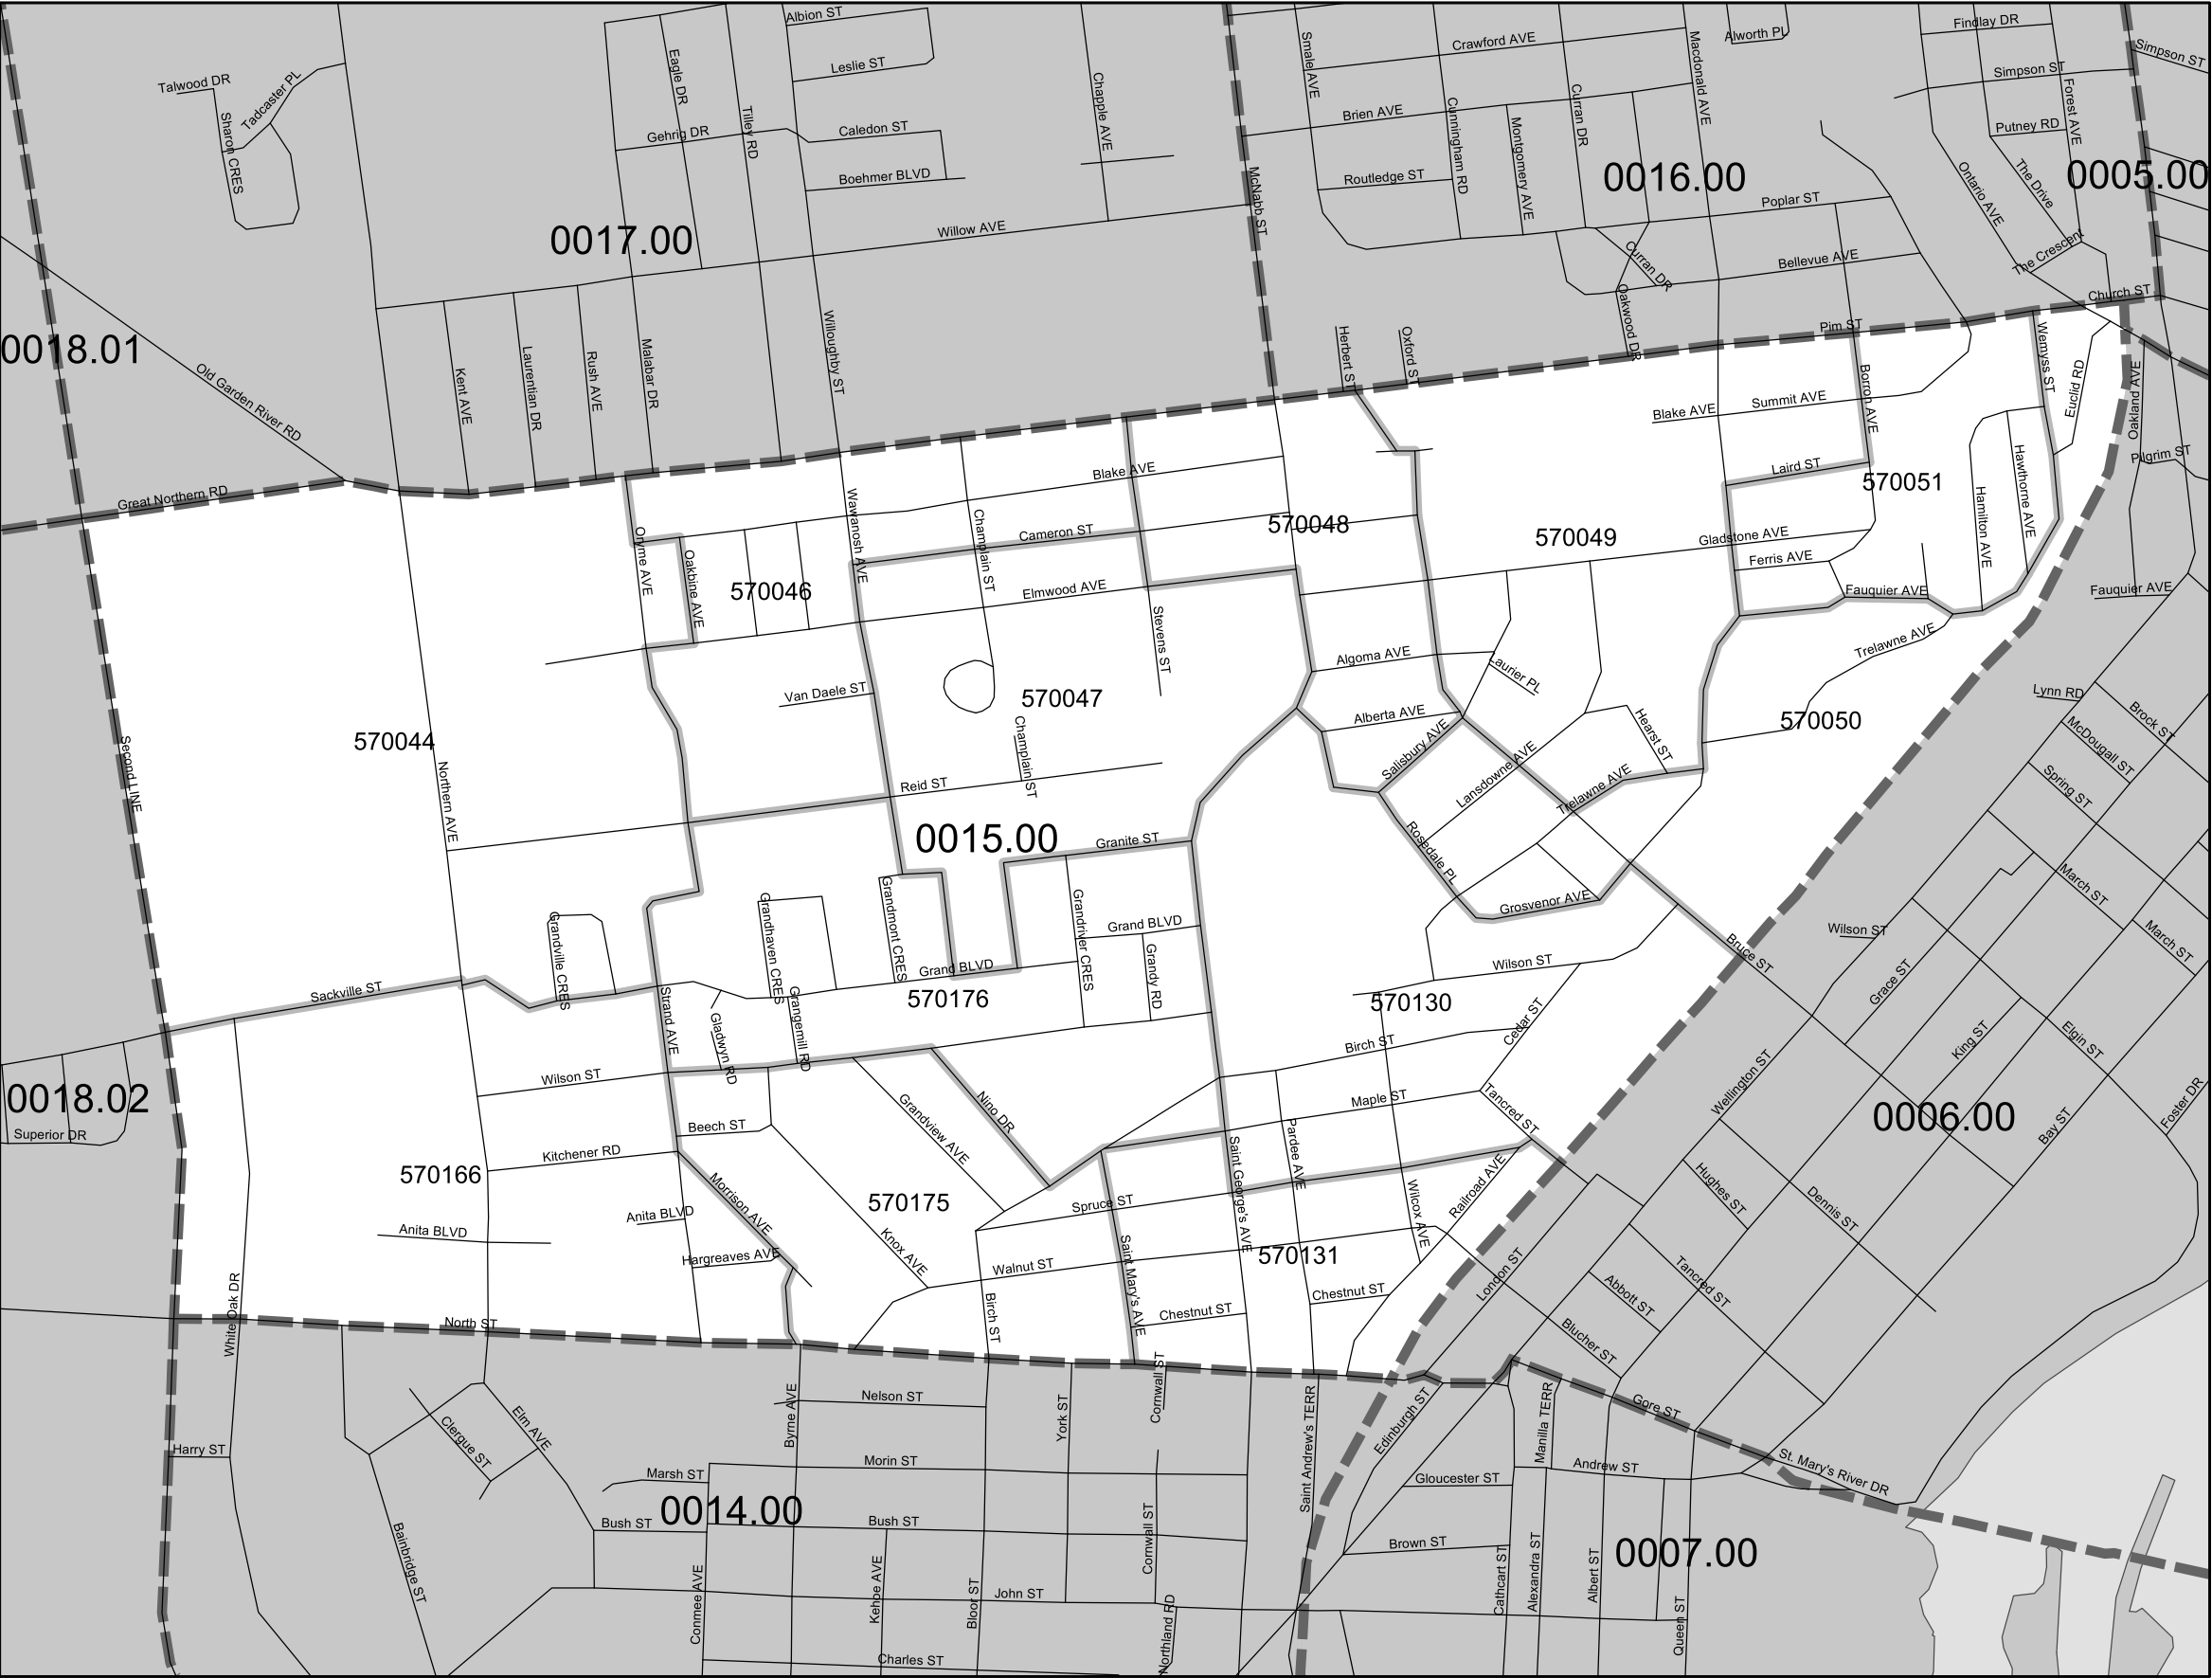 Albion ST
Findlay DR
Talwood DR
Tadcaster PL
Sharon CRES
Eagle DR
Tilley RD
Leslie ST
Chapple AVE
Smale AVE
Crawford AVE
Macdonald AVE
Alworth PL
Simpson ST
Simpson ST
Forest AVE
Gehrig DR
Caledon ST
Boehmer BLVD
Brien AVE
Cunningham RD
Montgomery AVE
Curran DR
Putney RD
0005.00
0016.00
Routledge ST
McNabb ST
Ontario AVE
The Drive
The Crescent
0017.00
Willow AVE
Poplar ST
Bellevue AVE
Curran DR
Oakwood DR
Church ST
0018.01
Old Garden River RD
Kent AVE
Laurentian DR
Rush AVE
Malabar DR
Willoughby ST
Herbert ST
Oxford ST
Pim ST
Wemyss ST
Euclid RD
Oakland AVE
Borron AVE
Blake AVE
Summit AVE
Pilgrim ST
Great Northern RD
Blake AVE
Laird ST
570051
Hawthorne AVE
Hamilton AVE
Oryme AVE
Oakbine AVE
Wawanosh AVE
Champlain ST
Cameron ST
570048
570049
Gladstone AVE
Ferris AVE
Fauquier AVE
Fauquier AVE
570046
Elmwood AVE
Stevens ST
Trelawne AVE
Algoma AVE
Laurier PL
Lynn RD
Van Daele ST
570047
Alberta AVE
Salisbury AVE
Hearst ST
570050
Brock ST
McDougall ST
Spring ST
570044
Second LINE
Northern AVE
Champlain ST
Reid ST
Lansdowne AVE
Trelawne AVE
0015.00
Granite ST
Rosedale PL
March ST
March ST
Grandville CRES
Grandhaven CRES
Grandmont CRES
Grandriver CRES
Grand BLVD
Grandy RD
Grosvenor AVE
Wilson ST
Bruce ST
Grand BLVD
570176
Wilson ST
570130
Grace ST
Sackville ST
Strand AVE
Gladwyn RD
Grangemill RD
Cedar ST
Elgin ST
King ST
Birch ST
0018.02
Superior DR
Wilson ST
Nino DR
Grandview AVE
Maple ST
Tancred ST
Wellington ST
0006.00
Bay ST
Foster DR
Beech ST
Kitchener RD
570166
Morrison AVE
570175
Pardee AVE
Saint George's AVE
Wilcox AVE
Railroad AVE
Hughes ST
Dennis ST
Anita BLVD
Anita BLVD
Spruce ST
Hargreaves AVE
Knox AVE
Walnut ST
Saint Mary's AVE
570131
London ST
Tancred ST
Abbott ST
White Oak DR
North ST
Birch ST
Chestnut ST
Chestnut ST
Blucher ST
Harry ST
Clergue ST
Elm AVE
Byrne AVE
Nelson ST
York ST
Cornwall ST
Saint Andrew's TERR
Edinburgh ST
Manilla TERR
Gore ST
St. Mary's River DR
Marsh ST
Morin ST
Gloucester ST
Andrew ST
0014.00
Bush ST
Bush ST
Cornwall ST
Brown ST
0007.00
Bainbridge ST
Conmee AVE
Kehoe AVE
Bloor ST
John ST
Northland RD
Cathcart ST
Alexandra ST
Albert ST
Queen ST
Charles ST